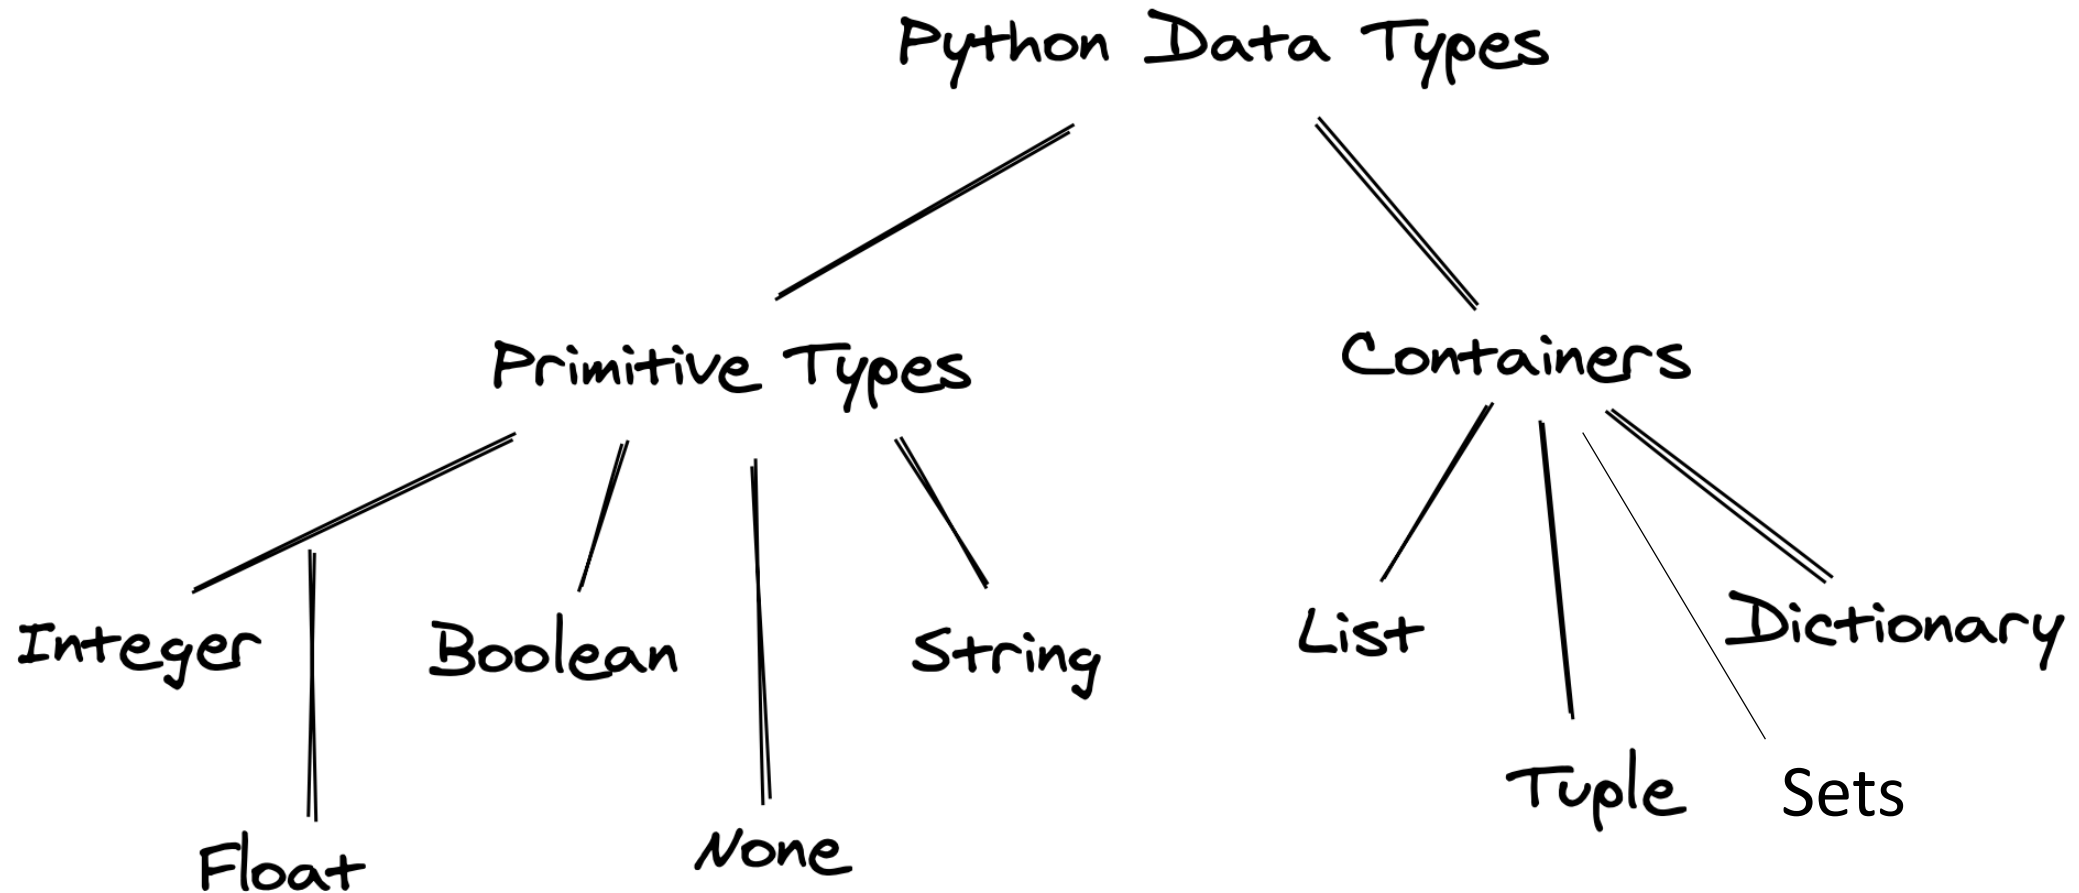 Python Data Types
Primitive Types
Containers
Integer
Boolean
String
List
Dictionary
Float
None
Tuple
Sets